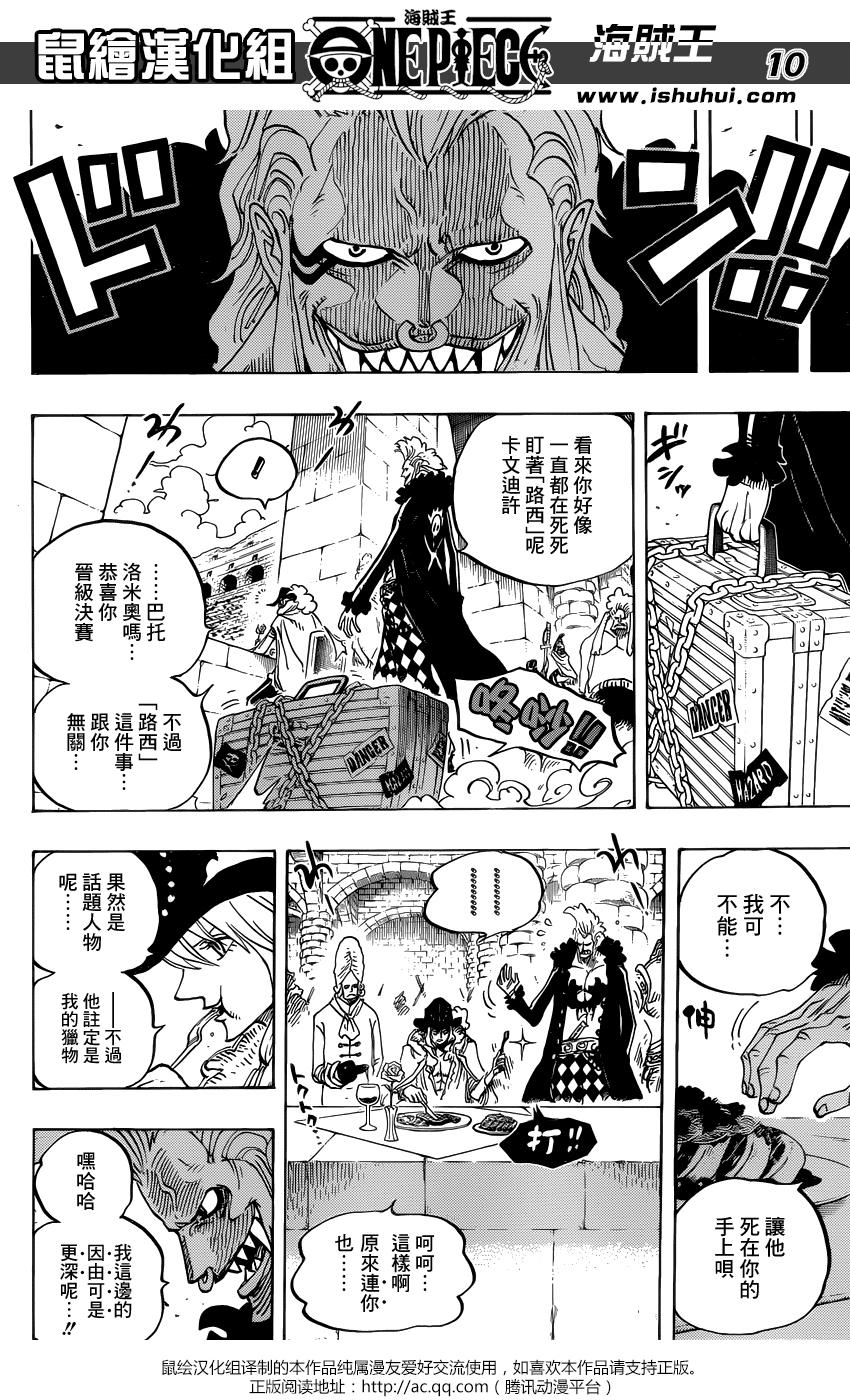 鼠繪漢化組
海賊王
ONE PIECE
海賊王
10
www.ishuhui.com
ドン
!!
看來你好像
一直都在死死
盯著「路西」呢
卡文迪許
!
……巴托
洛米奧嗎…
恭喜你
晉級決賽
不過
「路西」
這件事…
跟你
無關…
咚吵!!
DANGER
DANGER
HAZARD
不…
我可
不能…
伸
讓他
死在你的
手上唄
………
………
トクトク
打!!
呵呵…
這樣啊
原來連你
也……
果然是
話題人物
呢……
——不過
他註定是
我的獵物
嘿哈哈
我這邊的
因由可是
更深呢…!!
鼠绘汉化组译制的本作品纯属漫友爱好交流使用，如喜欢本作品请支持正版。
正版阅读地址：http://ac.qq.com（腾讯动漫平台）